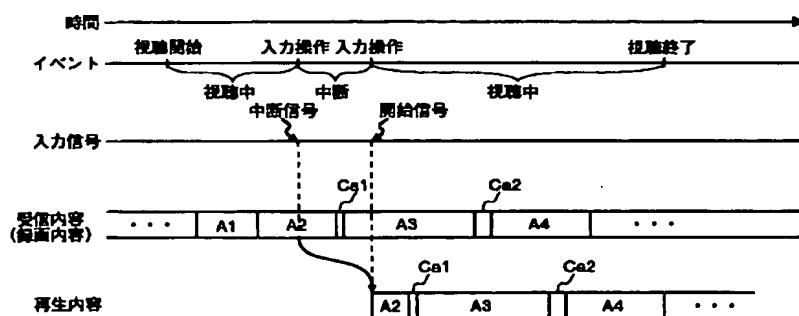 時間
視聴開始 入力操作 入力操作 視聴終了
イベント
視聴中 中断 視聴中
中断信号 開始信号
入力信号
Ca1 Ca2
受信内容
(録画内容)
・・・ A1 A2 A3 A4 ・・・
Ca1 Ca2
再生内容
A2 A3 A4 ・・・